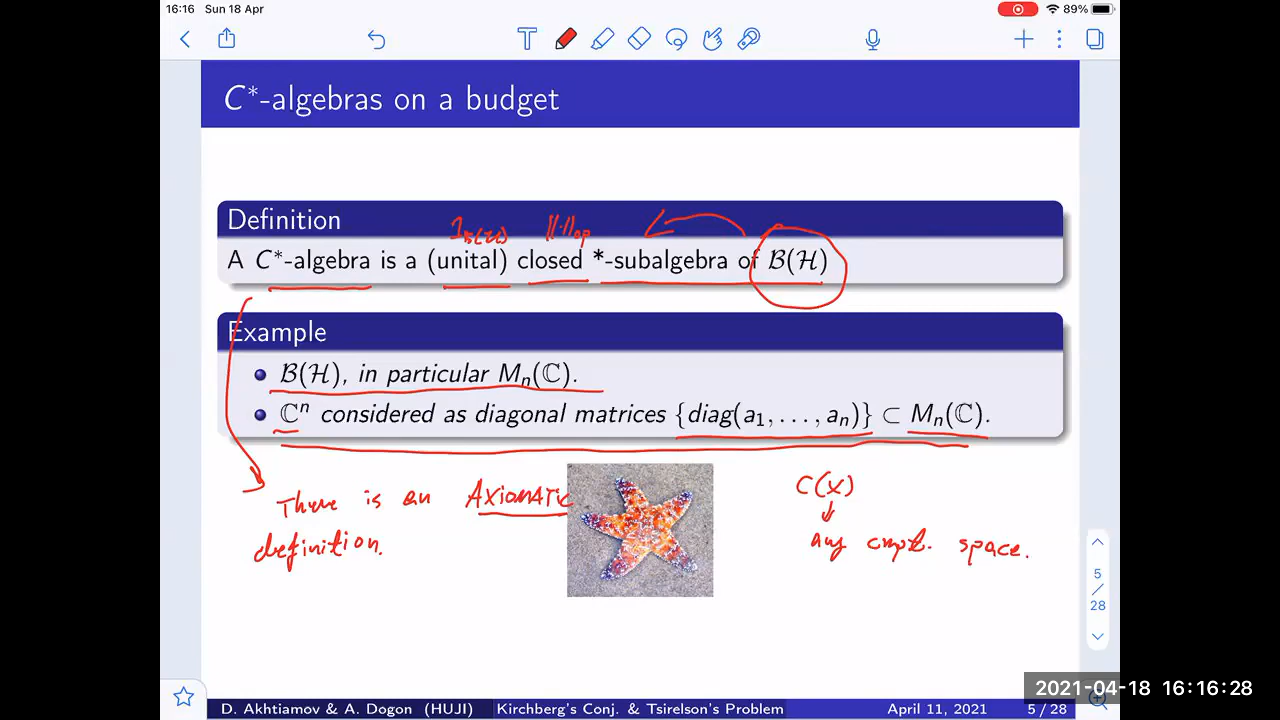 16:16 Sun 18 Apr
89%
C*-algebras on a budget
Definition
1_B(H) ‖·‖op
A C*-algebra is a (unital) closed *-subalgebra of B(H)
Example
B(H), in particular Mn(ℂ).
ℂⁿ considered as diagonal matrices {diag(a1, . . . , an)} ⊂ Mn(ℂ).
There is an Axiomatic
definition.
C(X)
any cmpt. space.
5
/
28
2021-04-18 16:16:28
D. Akhtiamov & A. Dogon (HUJI) Kirchberg's Conj. & Tsirelson's Problem April 11, 2021 5 / 28